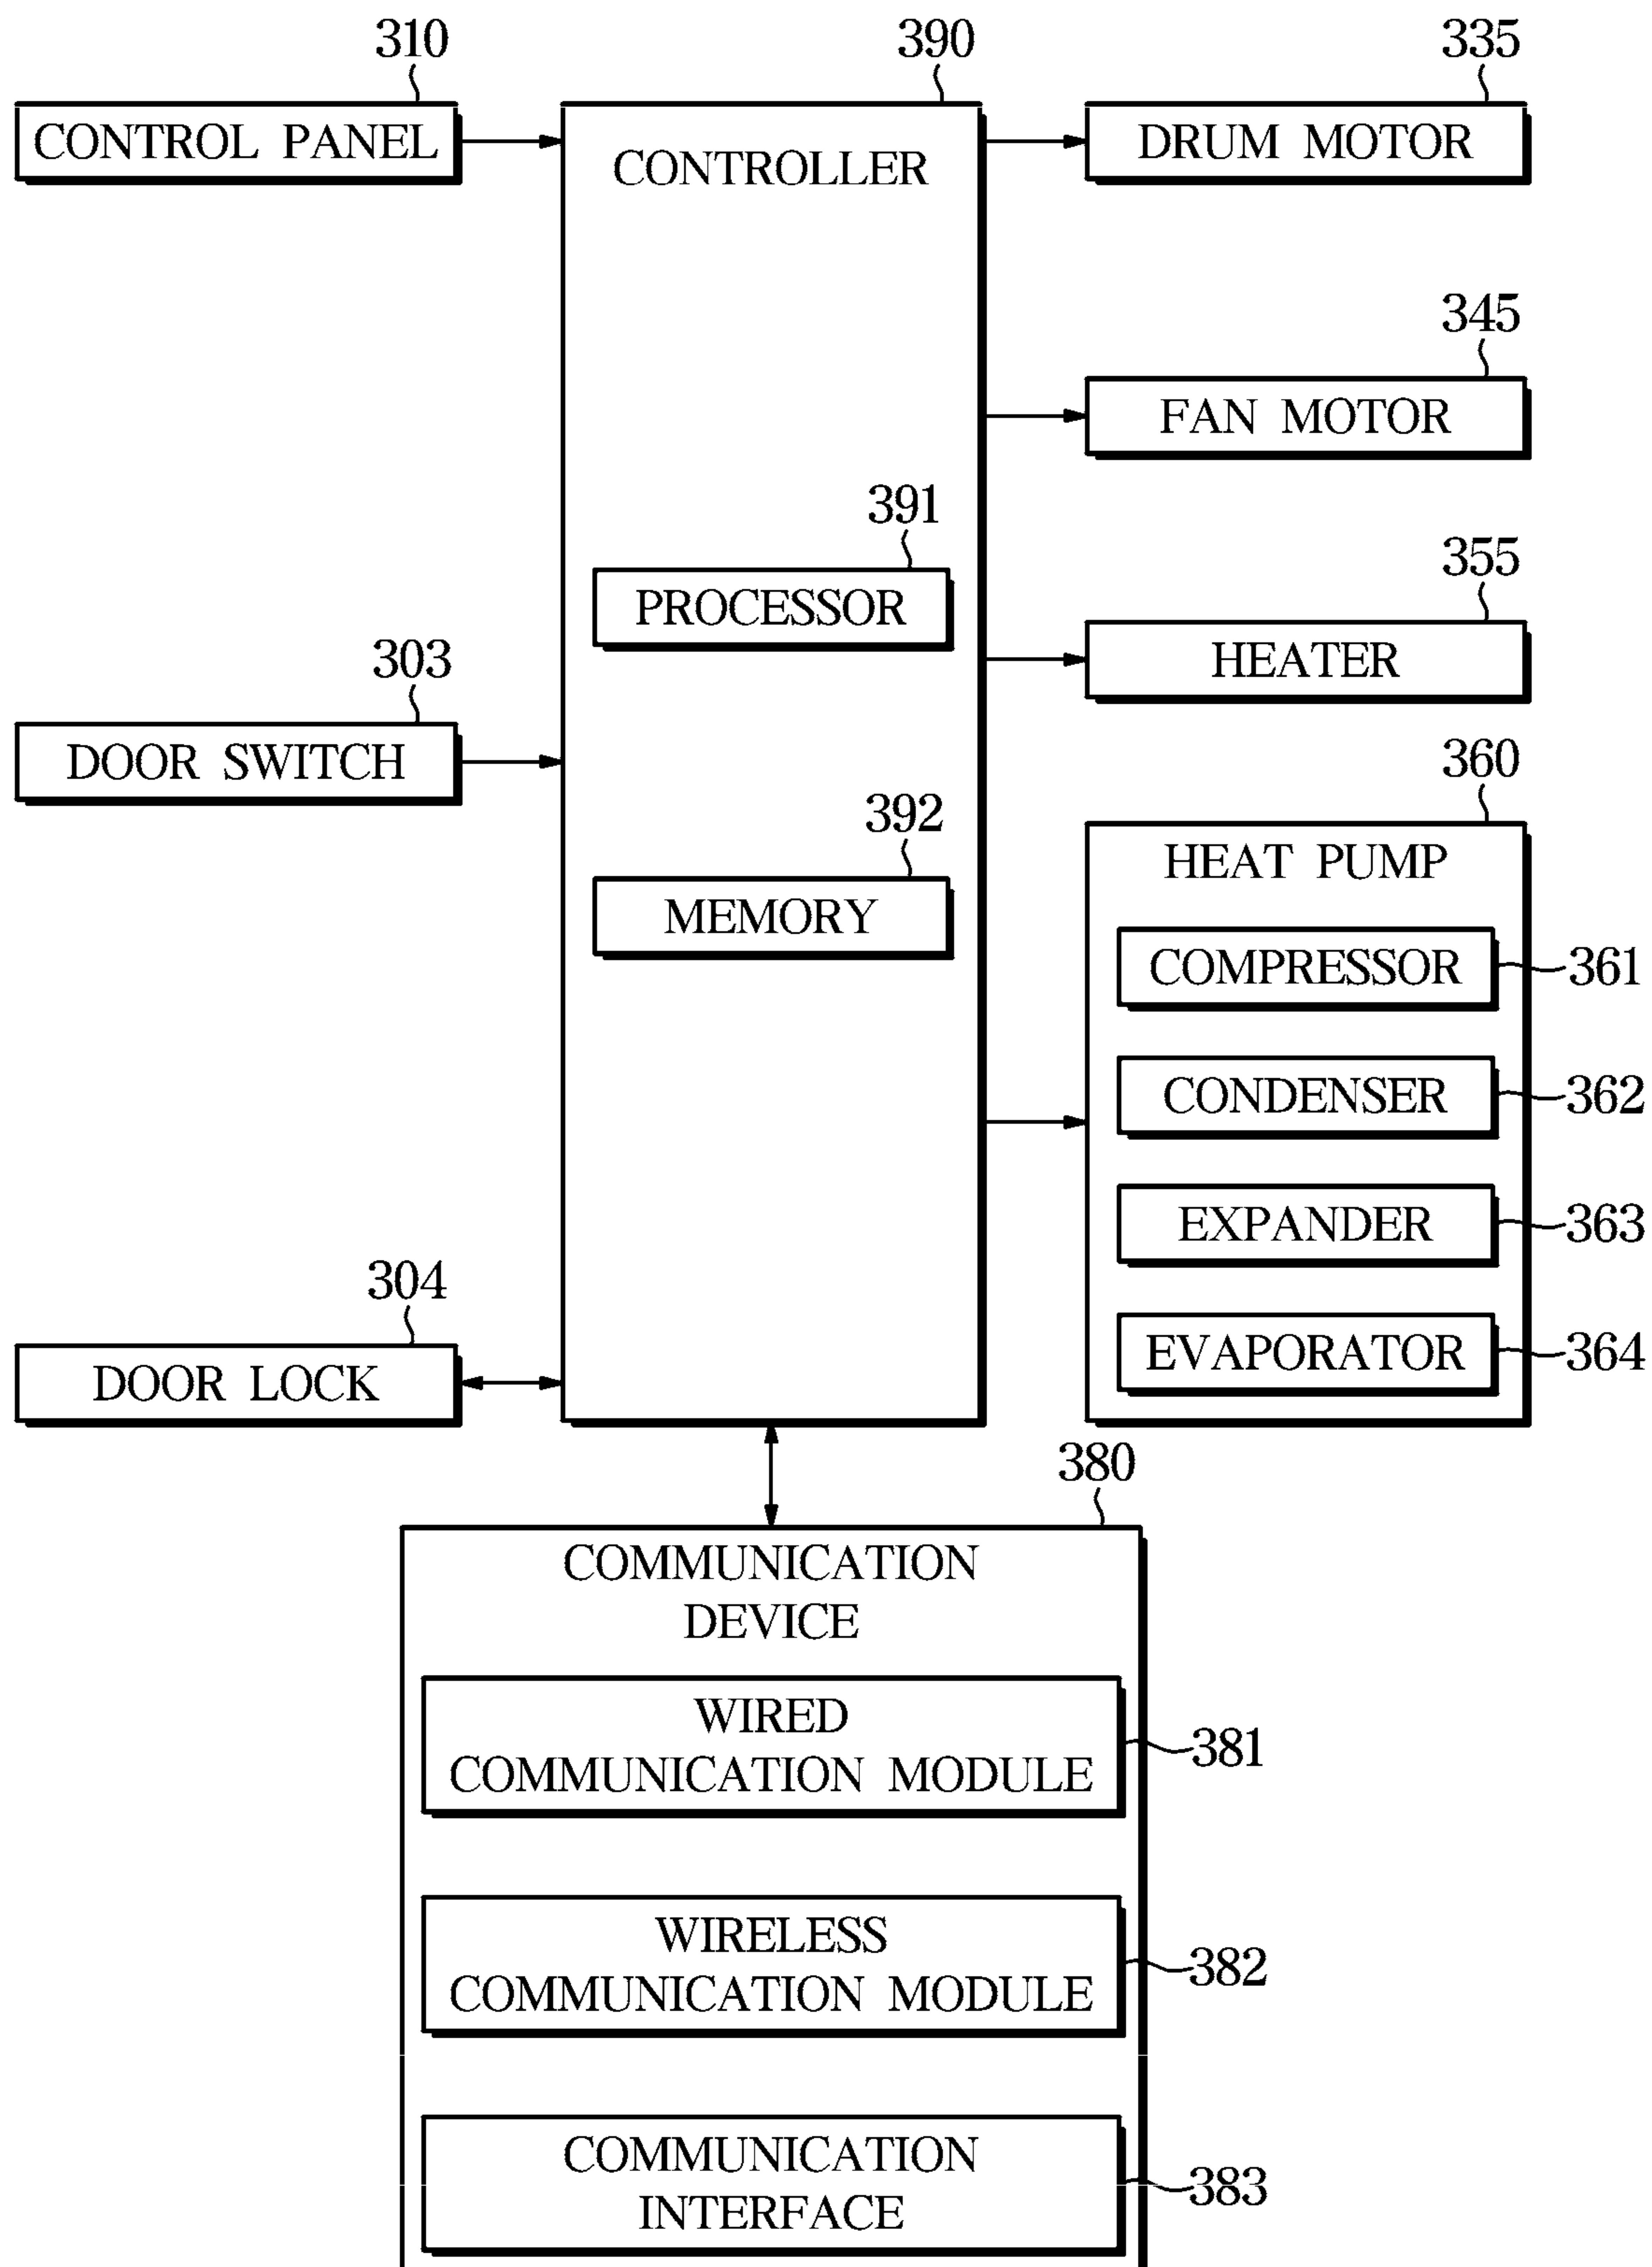 310
390
335
CONTROL PANEL
CONTROLLER
DRUM MOTOR
345
FAN MOTOR
391
PROCESSOR
355
HEATER
303
DOOR SWITCH
360
HEAT PUMP
392
MEMORY
COMPRESSOR
361
CONDENSER
362
EXPANDER
363
304
DOOR LOCK
EVAPORATOR
364
380
COMMUNICATION
DEVICE
WIRED
COMMUNICATION MODULE
381
WIRELESS
COMMUNICATION MODULE
382
COMMUNICATION
INTERFACE
383